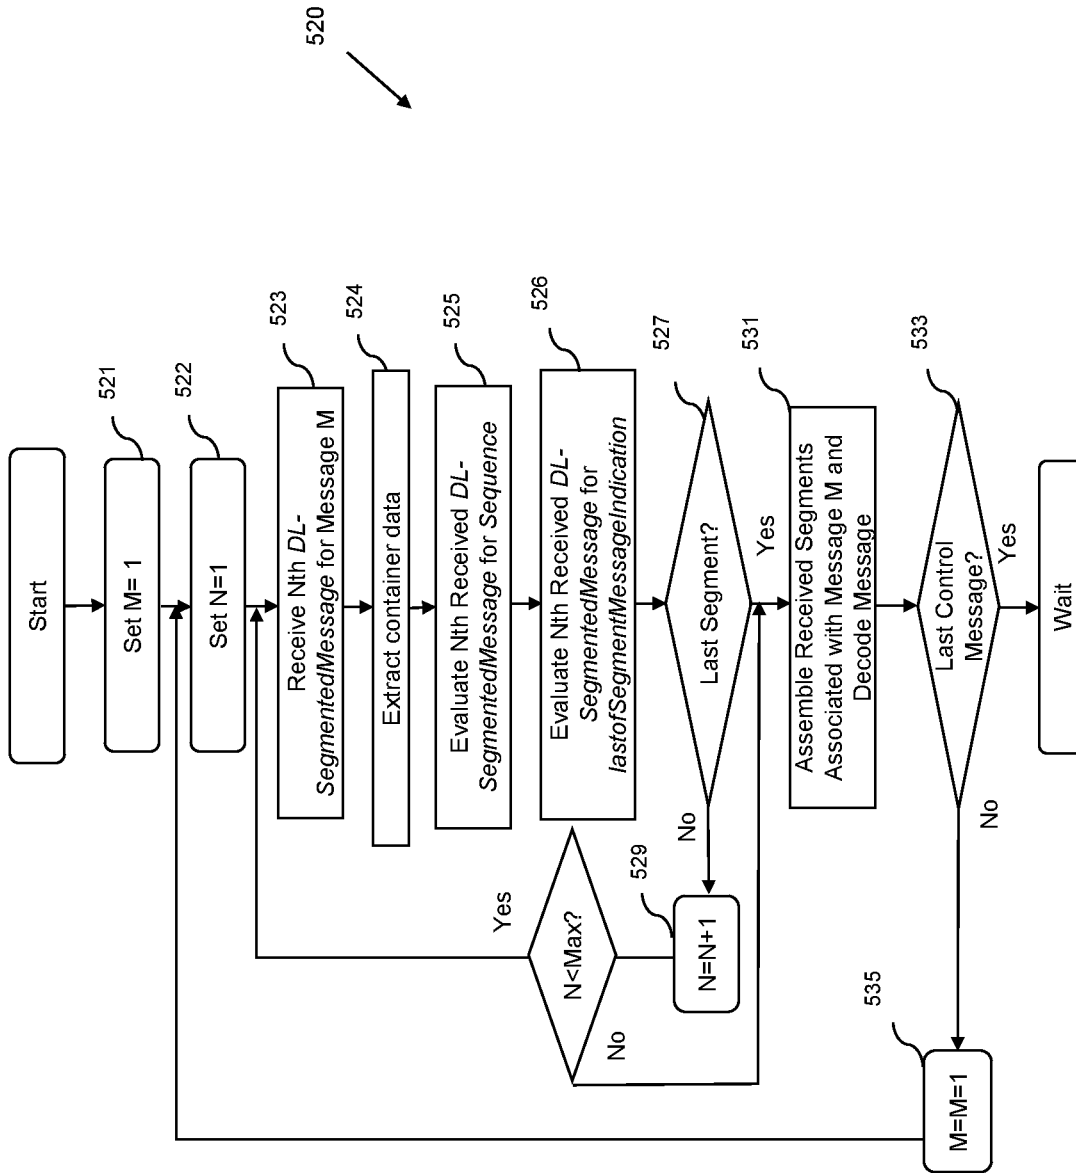 520
Start
Set M= 1
521
Set N=1
522
Receive Nth DL-
SegmentedMessage for Message M
523
Extract container data
524
Evaluate Nth Received DL-
SegmentedMessage for Sequence
525
Evaluate Nth Received DL-
SegmentedMessage for
lastofSegmentMessageIndication
526
Last Segment?
527
No
Yes
N=N+1
529
N<Max?
Yes
No
Assemble Received Segments
Associated with Message M and
Decode Message
531
Last Control
Message?
533
No
Yes
M=M=1
535
Wait